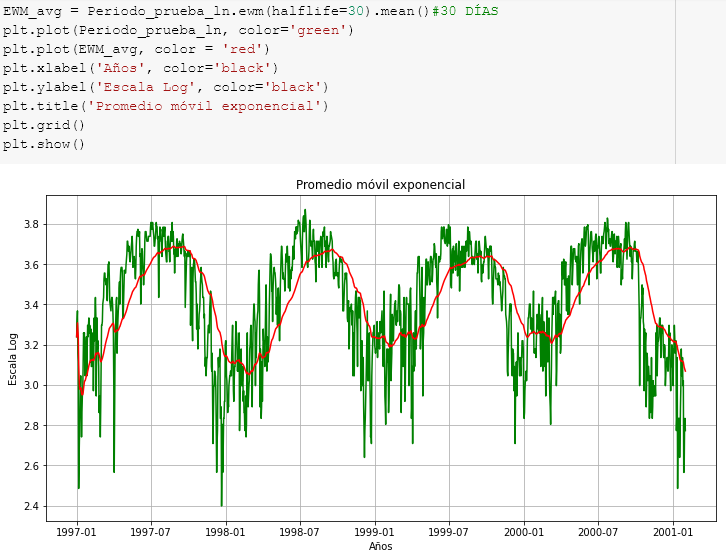 EWM_avg = Periodo_prueba_ln.ewm(halflife=30).mean()#30 DÍAS
plt.plot(Periodo_prueba_ln, color='green')
plt.plot(EWM_avg, color = 'red')
plt.xlabel('Años', color='black')
plt.ylabel('Escala Log', color='black')
plt.title('Promedio móvil exponencial')
plt.grid()
plt.show()
Promedio móvil exponencial
3.8
3.6
3.4
3.2
3.0
2.8
2.6
2.4
Escala Log
1997-01 1997-07 1998-01 1998-07 1999-01 1999-07 2000-01 2000-07 2001-01
Años